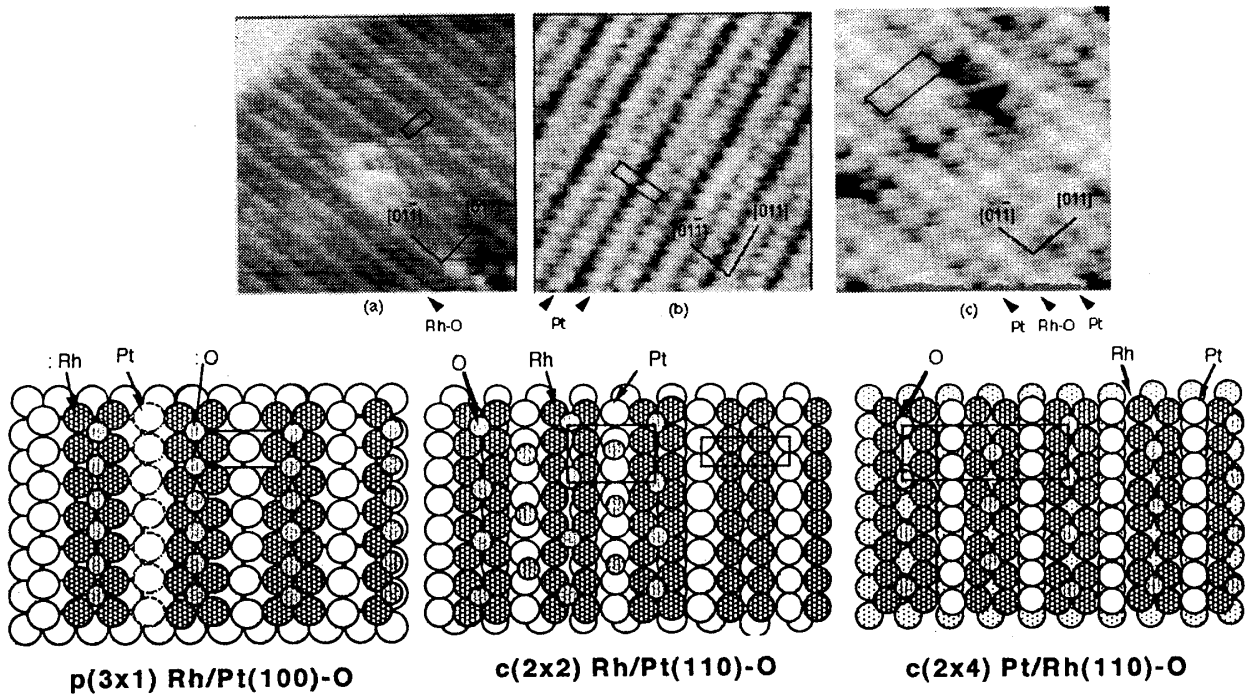 [011̄]
[011̄] [011]
[011̄] [011]
(a) (b) (c)
Rh-O Pt Pt Rh-O Pt
: Rh Pt : O O Rh Pt O Rh Pt
p(3x1) Rh/Pt(100)-O c(2x2) Rh/Pt(110)-O c(2x4) Pt/Rh(110)-O